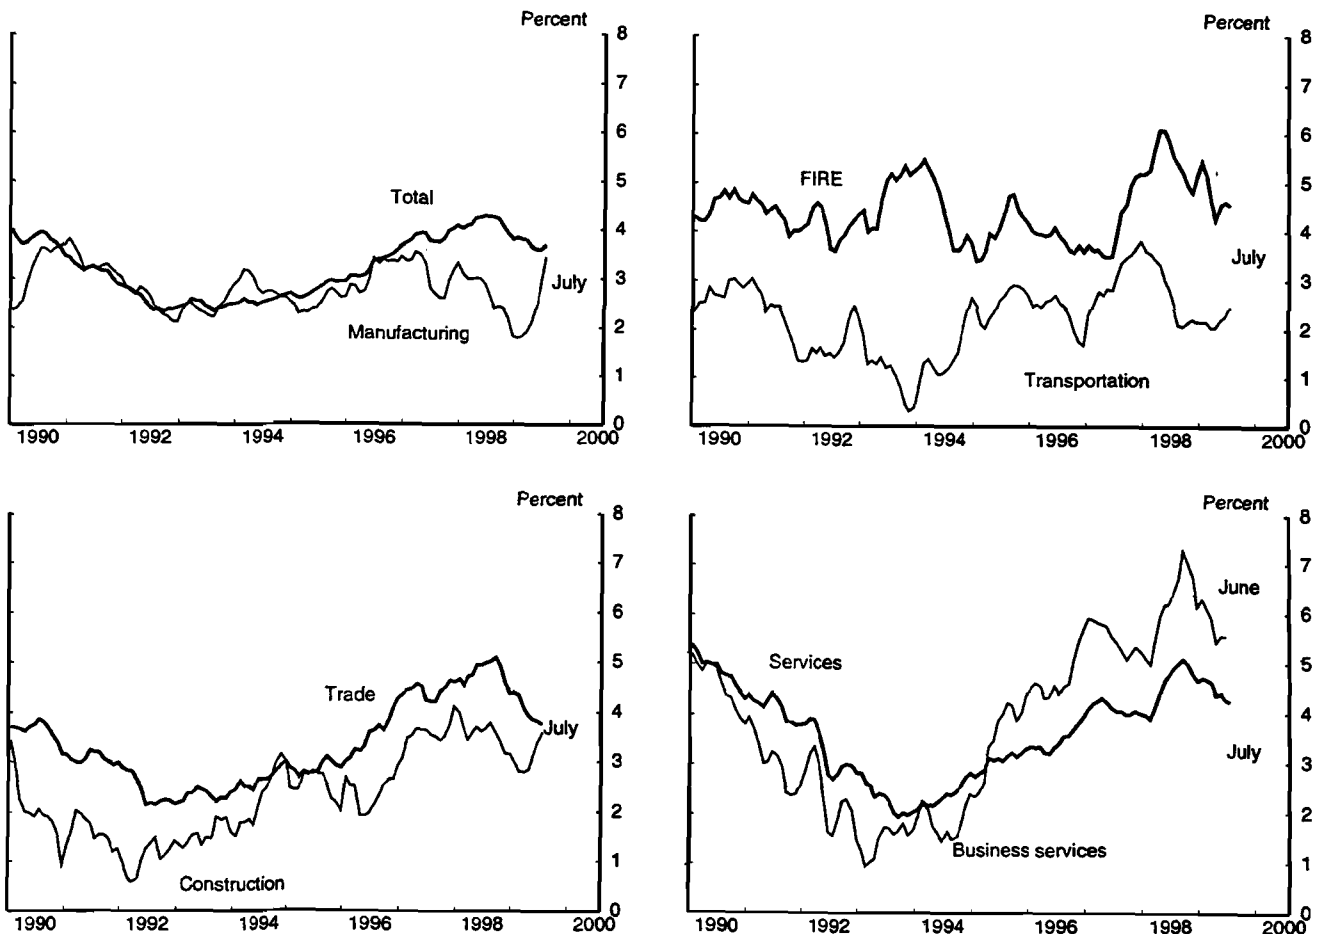 Percent
8
7
6
5
4
3
2
1
0
Total
July
Manufacturing
1990 1992 1994 1996 1998 2000
Percent
8
7
6
5
4
3
2
1
0
FIRE
July
Transportation
1990 1992 1994 1996 1998 2000
Percent
8
7
6
5
4
3
2
1
0
Trade
July
Construction
1990 1992 1994 1996 1998 2000
Percent
8
7
6
5
4
3
2
1
0
June
Services
July
Business services
1990 1992 1994 1996 1998 2000